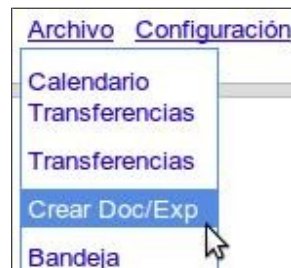 Archivo Configuración
Calendario
Transferencias
Transferencias
Crear Doc/Exp
Bandeja